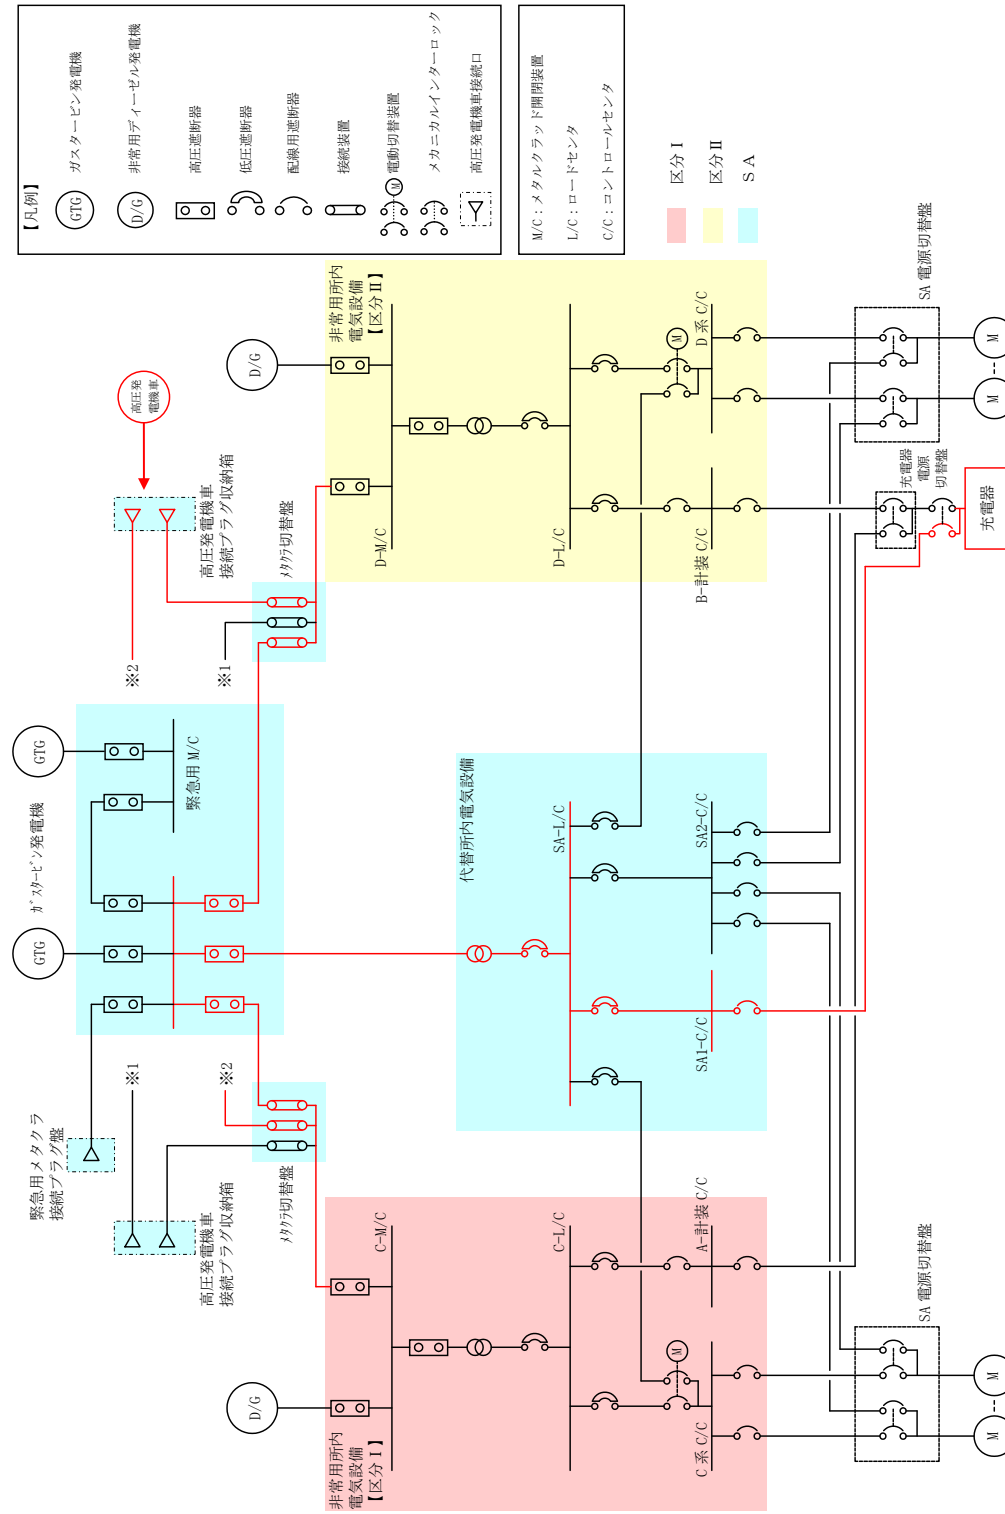 【凡例】
GTG
ガスタービン発電機
D/G
非常用ディーゼル発電機
高圧遮断器
低圧遮断器
配線用遮断器
接続装置
M
電動切替装置
メカニカルインターロック
高圧発電機車接続口
M/C：メタルクラッド開閉装置
L/C：ロードセンタ
C/C：コントロールセンタ
区分Ⅰ
区分Ⅱ
ＳＡ
緊急用メタクラ
接続プラグ盤
GTG
ｶﾞｽﾀｰﾋﾞﾝ発電機
GTG
緊急用 M/C
高圧発
電機車
※1
※2
高圧発電機車
接続プラグ収納箱
※2
※1
高圧発電機車
接続プラグ収納箱
ﾒﾀｸﾗ切替盤
ﾒﾀｸﾗ切替盤
D/G
D/G
非常用所内
電気設備
【区分Ⅰ】
C-M/C
C-L/C
C 系 C/C
M
A-計装 C/C
代替所内電気設備
SA-L/C
SA1-C/C
SA2-C/C
非常用所内
電気設備
【区分Ⅱ】
D-M/C
D-L/C
B-計装 C/C
M
D 系 C/C
SA 電源切替盤
M
M
充電器
電源
切替盤
充電器
SA 電源切替盤
M
M